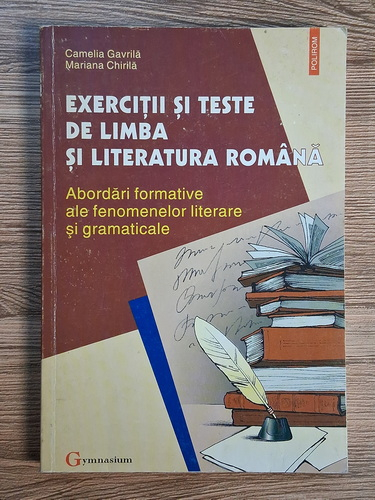 Camelia Gavrilă
Mariana Chirilă
POLIROM
EXERCIȚII ȘI TESTE
DE LIMBA
ȘI LITERATURA ROMÂNĂ
Abordări formative
ale fenomenelor literare
și gramaticale
Gymnasium